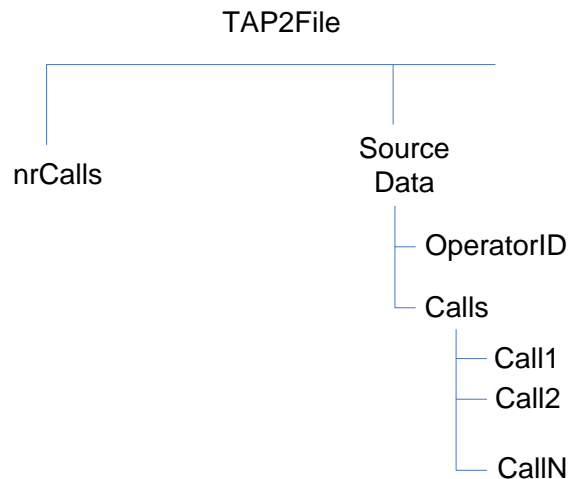 TAP2File
nrCalls
Source
Data
OperatorID
Calls
Call1
Call2
CallN